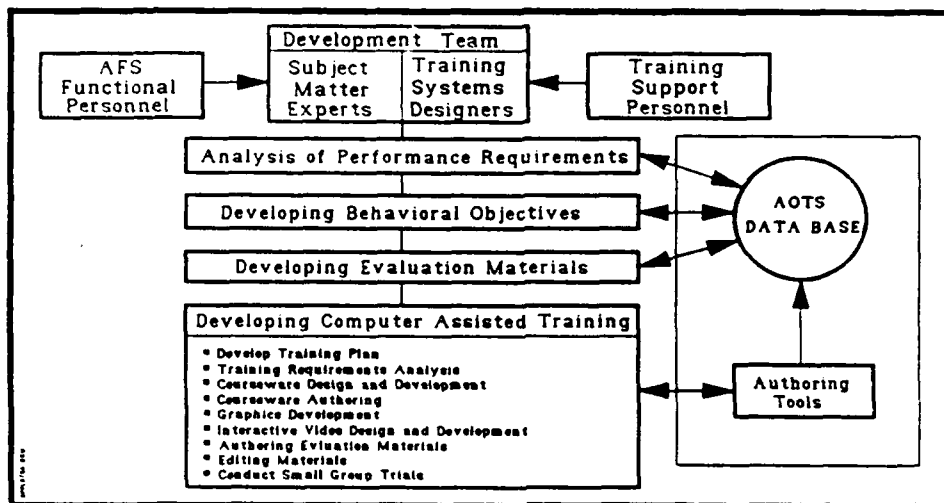 Development Team
AFS
Functional
Personnel
Subject
Matter
Experts
Training
Systems
Designers
Training
Support
Personnel
Analysis of Performance Requirements
Developing Behavioral Objectives
Developing Evaluation Materials
AOTS
DATA BASE
Developing Computer Assisted Training
▪ Develop Training Plan
▪ Training Requirements Analysis
▪ Courseware Design and Development
▪ Courseware Authoring
▪ Graphics Development
▪ Interactive Video Design and Development
▪ Authoring Evluation Materials
▪ Editing Materials
▪ Conduct Small Group Trials
Authoring
Tools